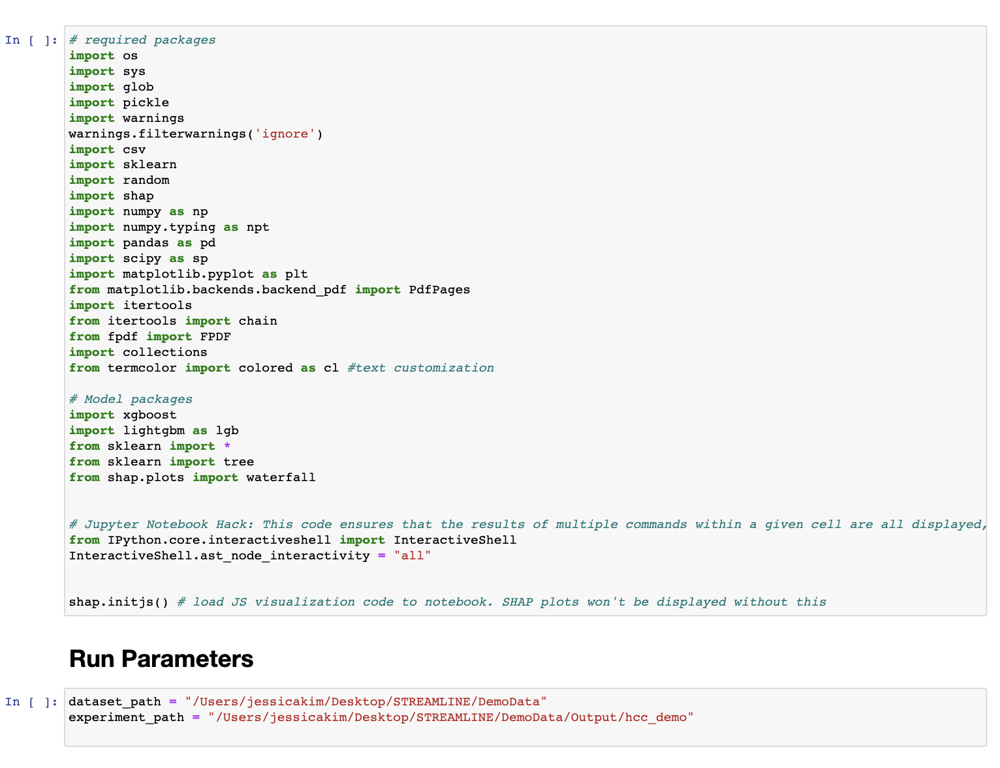 In [ ]:
# required packages
import os
import sys
import glob
import pickle
import warnings
warnings.filterwarnings('ignore')
import csv
import sklearn
import random
import shap
import numpy as np
import numpy.typing as npt
import pandas as pd
import scipy as sp
import matplotlib.pyplot as plt
from matplotlib.backends.backend_pdf import PdfPages
import itertools
from itertools import chain
from fpdf import FPDF
import collections
from termcolor import colored as cl #text customization

# Model packages
import xgboost
import lightgbm as lgb
from sklearn import *
from sklearn import tree
from shap.plots import waterfall

# Jupyter Notebook Hack: This code ensures that the results of multiple commands within a given cell are all displayed,
from IPython.core.interactiveshell import InteractiveShell
InteractiveShell.ast_node_interactivity = "all"

shap.initjs() # load JS visualization code to notebook. SHAP plots won't be displayed without this

Run Parameters

In [ ]:
dataset_path = "/Users/jessicakim/Desktop/STREAMLINE/DemoData"
experiment_path = "/Users/jessicakim/Desktop/STREAMLINE/DemoData/Output/hcc_demo"